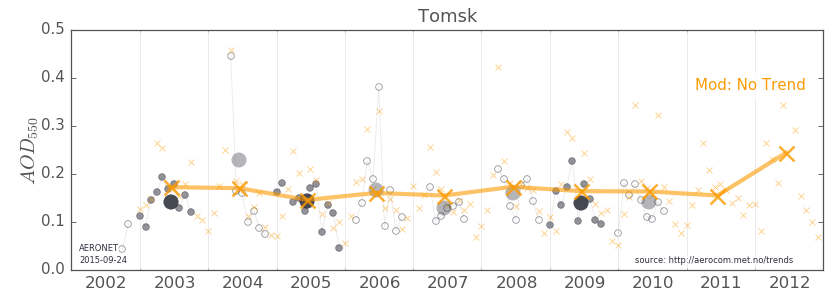 Tomsk
0.5
0.4
0.3
0.2
0.1
0.0
AOD550
Mod: No Trend
AERONET
2015-09-24
source: http://aerocom.met.no/trends
2002 2003 2004 2005 2006 2007 2008 2009 2010 2011 2012